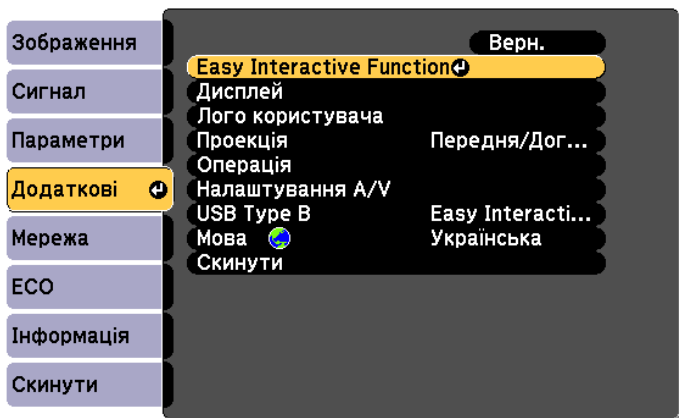 Зображення
Сигнал
Параметри
Додаткові
Мережа
ECO
Інформація
Скинути
Верн.
Easy Interactive Function
Дисплей
Лого користувача
Проекція Передня/Дог...
Операція
Налаштування A/V
USB Type B Easy Interacti...
Мова Українська
Скинути